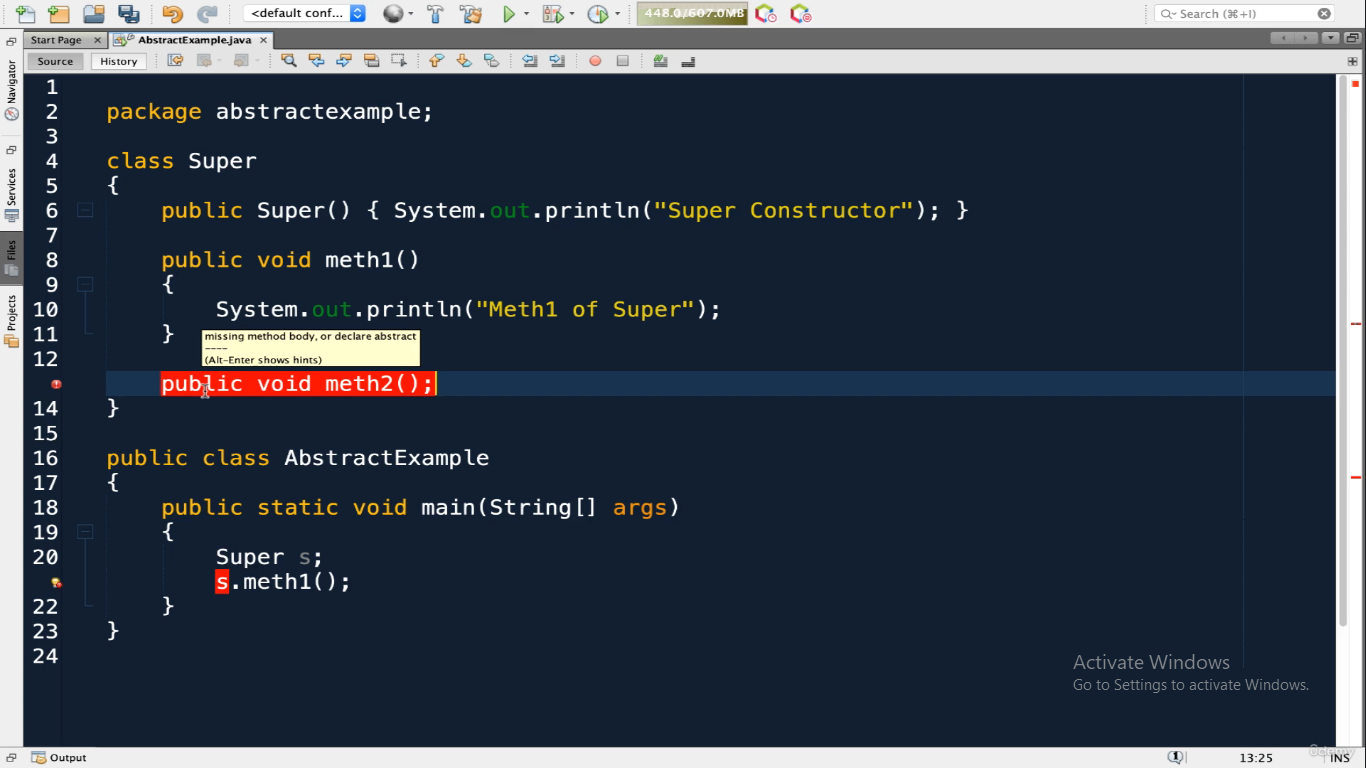 <default conf...
448.0/607.0MB
Search (⌘+I)
Start Page
AbstractExample.java
Source
History
Navigator
Services
Files
Projects
1
2 package abstractexample;
3
4 class Super
5 {
6 public Super() { System.out.println("Super Constructor"); }
7
8 public void meth1()
9 {
10 System.out.println("Meth1 of Super");
11 }
missing method body, or declare abstract
----
(Alt-Enter shows hints)
12
public void meth2();
14 }
15
16 public class AbstractExample
17 {
18 public static void main(String[] args)
19 {
20 Super s;
s.meth1();
22 }
23 }
24
Activate Windows
Go to Settings to activate Windows.
Output
1
13:25
INS
Udemy